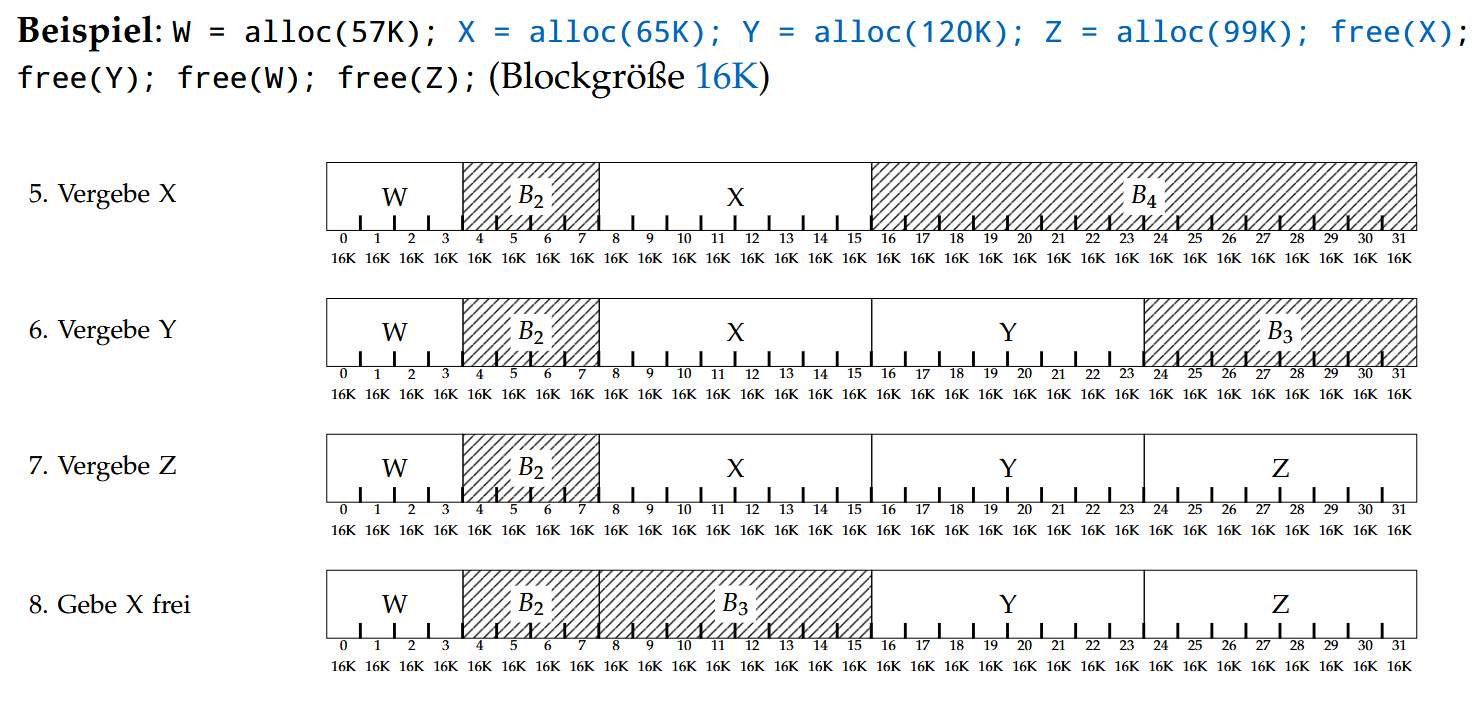 Beispiel: W = alloc(57K); X = alloc(65K); Y = alloc(120K); Z = alloc(99K); free(X);
free(Y); free(W); free(Z); (Blockgröße 16K)
5. Vergebe X
W B₂ X B₄
0 1 2 3 4 5 6 7 8 9 10 11 12 13 14 15 16 17 18 19 20 21 22 23 24 25 26 27 28 29 30 31
16K 16K 16K 16K 16K 16K 16K 16K 16K 16K 16K 16K 16K 16K 16K 16K 16K 16K 16K 16K 16K 16K 16K 16K 16K 16K 16K 16K 16K 16K 16K 16K
6. Vergebe Y
W B₂ X Y B₃
0 1 2 3 4 5 6 7 8 9 10 11 12 13 14 15 16 17 18 19 20 21 22 23 24 25 26 27 28 29 30 31
16K 16K 16K 16K 16K 16K 16K 16K 16K 16K 16K 16K 16K 16K 16K 16K 16K 16K 16K 16K 16K 16K 16K 16K 16K 16K 16K 16K 16K 16K 16K 16K
7. Vergebe Z
W B₂ X Y Z
0 1 2 3 4 5 6 7 8 9 10 11 12 13 14 15 16 17 18 19 20 21 22 23 24 25 26 27 28 29 30 31
16K 16K 16K 16K 16K 16K 16K 16K 16K 16K 16K 16K 16K 16K 16K 16K 16K 16K 16K 16K 16K 16K 16K 16K 16K 16K 16K 16K 16K 16K 16K 16K
8. Gebe X frei
W B₂ B₃ Y Z
0 1 2 3 4 5 6 7 8 9 10 11 12 13 14 15 16 17 18 19 20 21 22 23 24 25 26 27 28 29 30 31
16K 16K 16K 16K 16K 16K 16K 16K 16K 16K 16K 16K 16K 16K 16K 16K 16K 16K 16K 16K 16K 16K 16K 16K 16K 16K 16K 16K 16K 16K 16K 16K